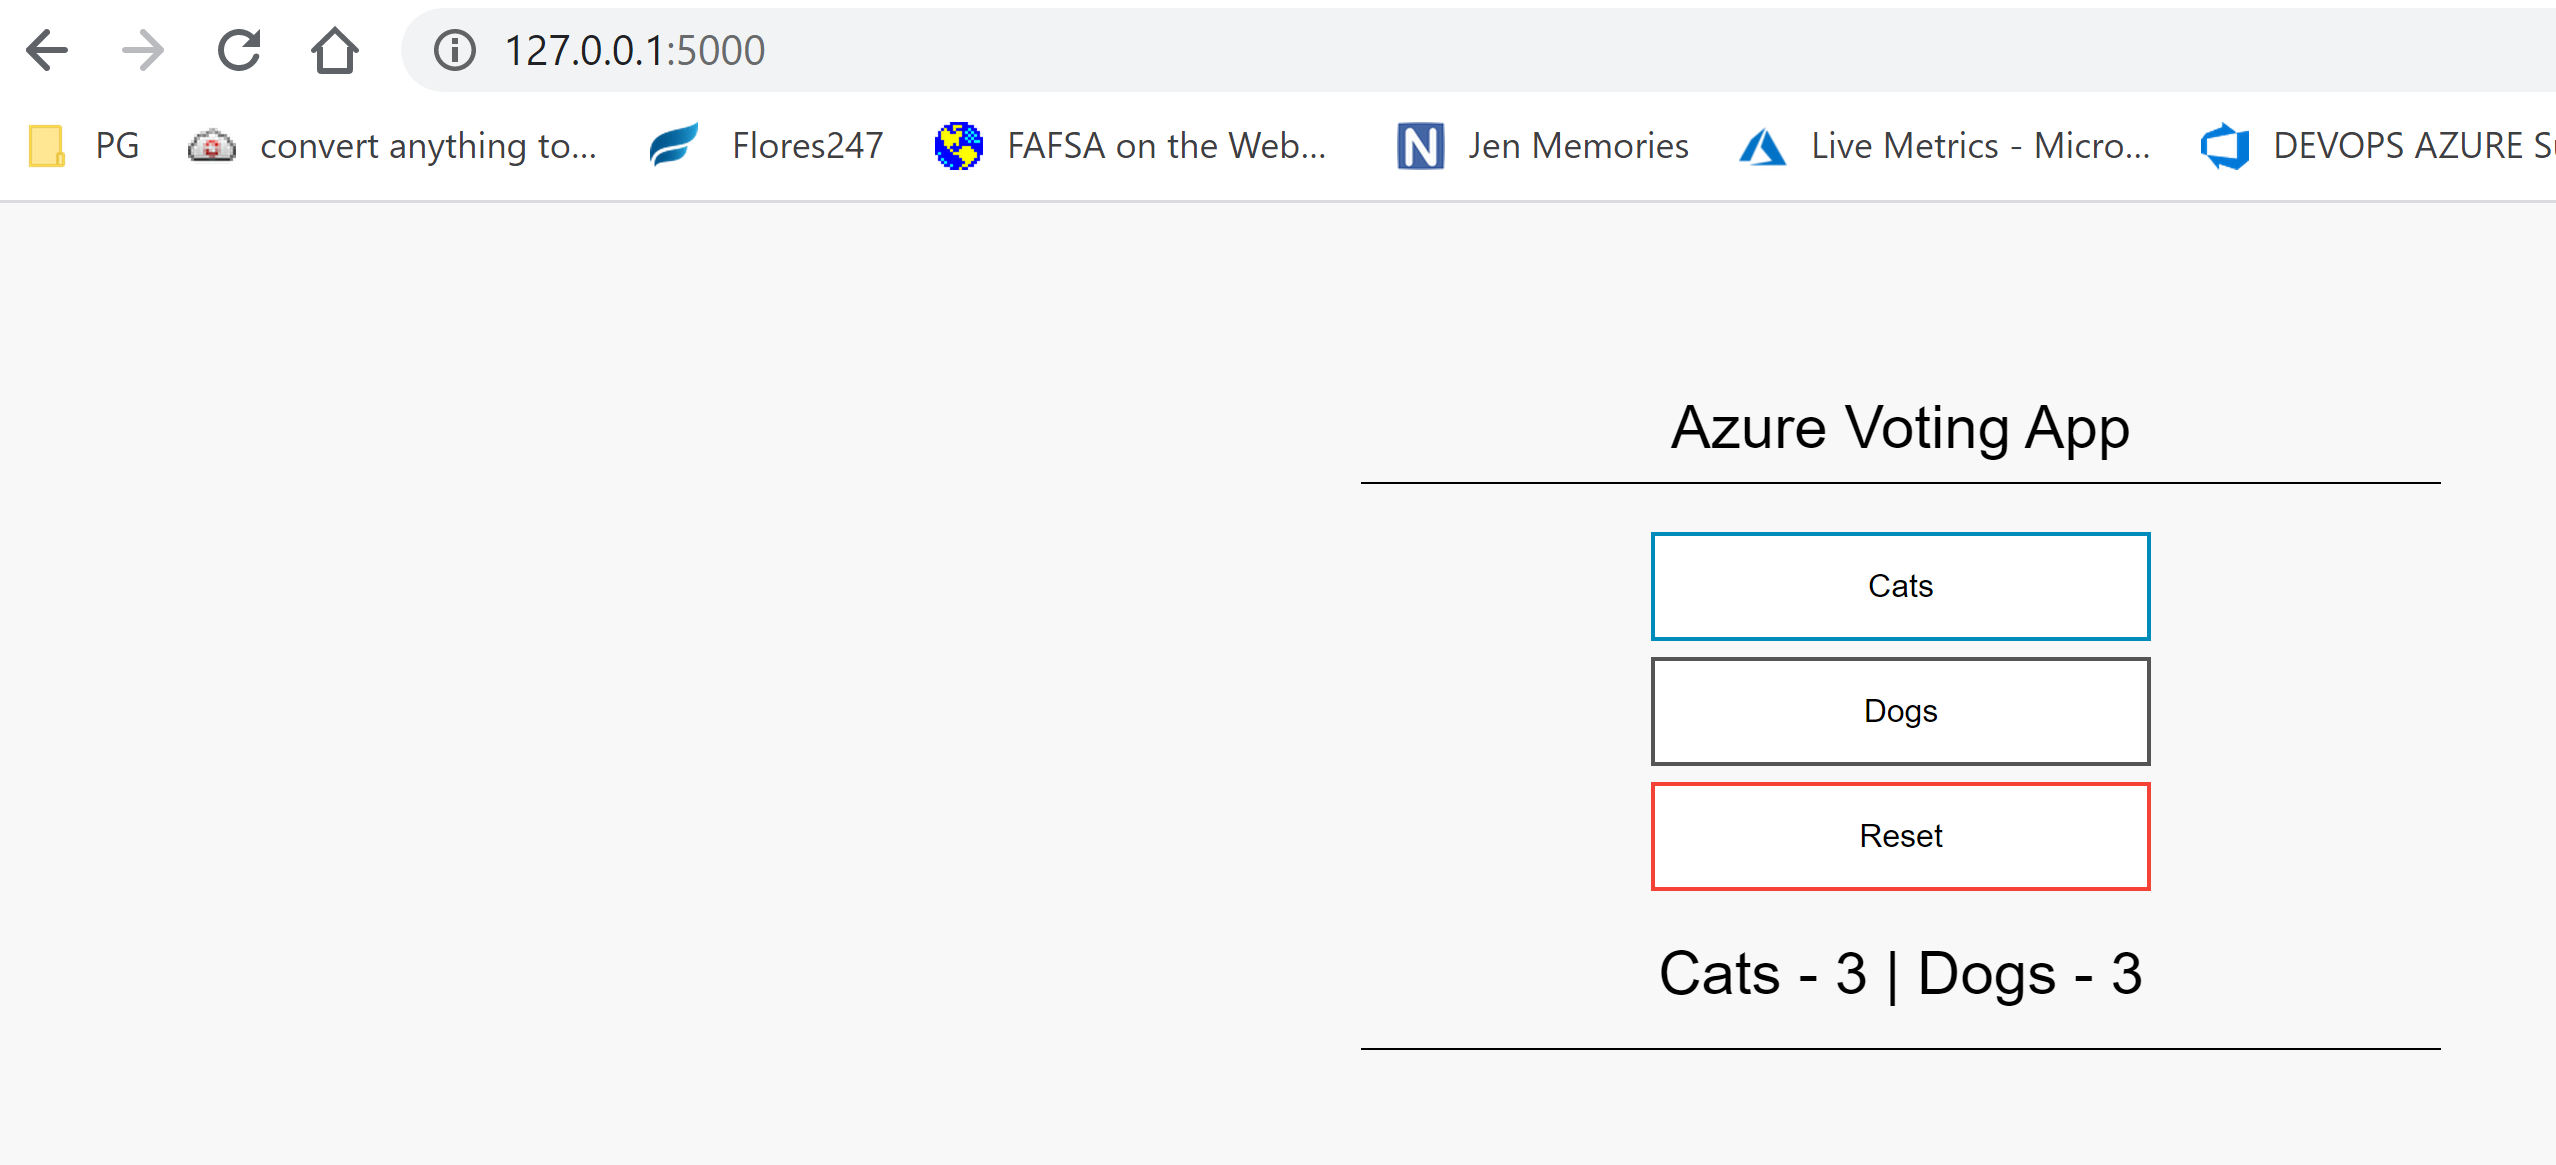 127.0.0.1:5000
PG convert anything to... Flores247 FAFSA on the Web... N Jen Memories Live Metrics - Micro... DEVOPS AZURE
Azure Voting App
Cats
Dogs
Reset
Cats - 3 | Dogs - 3